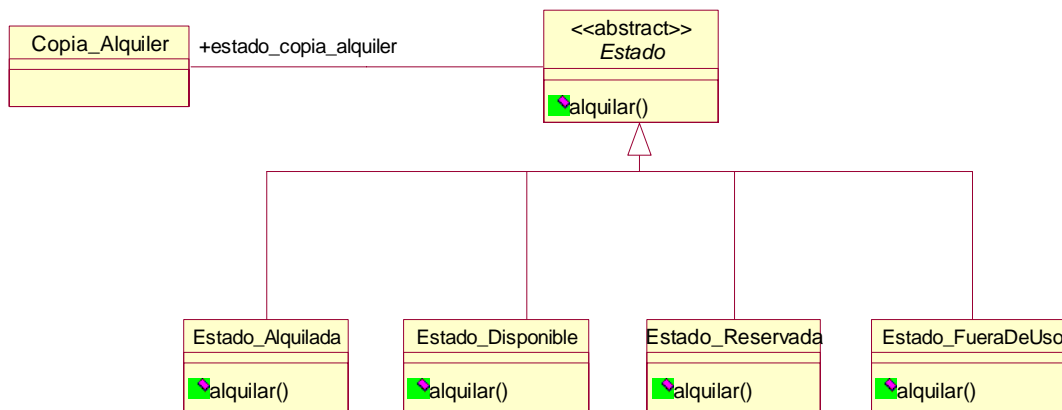 <<abstract>>
Copia_Alquiler
+estado_copia_alquiler
Estado
alquilar()
Estado_Alquilada
Estado_Disponible
Estado_Reservada
Estado_FueraDeUso
alquilar()
alquilar()
alquilar()
alquilar()